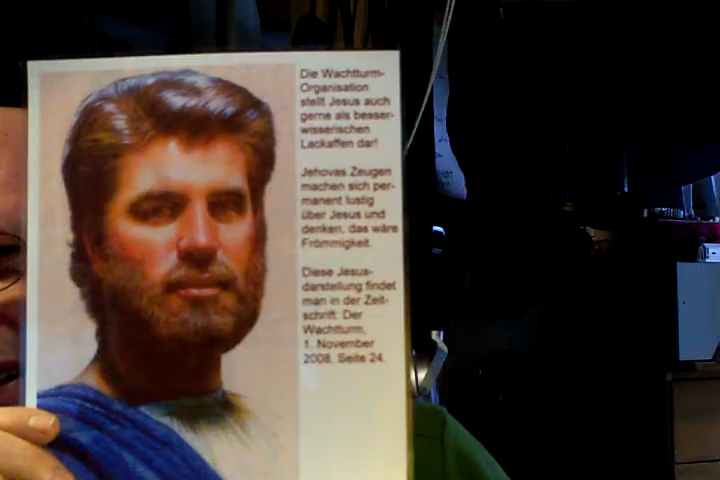 Die Wachtturm-
Organisation
stellt Jesus auch
gerne als besser-
wisserischen
Lackaffen dar!
Jehovas Zeugen
machen sich per-
manent lustig
über Jesus und
denken, das wäre
Frömmigkeit.
Diese Jesus-
darstellung findet
man in der Zeit-
schrift: Der
Wachtturm,
1. November
2008, Seite 24.